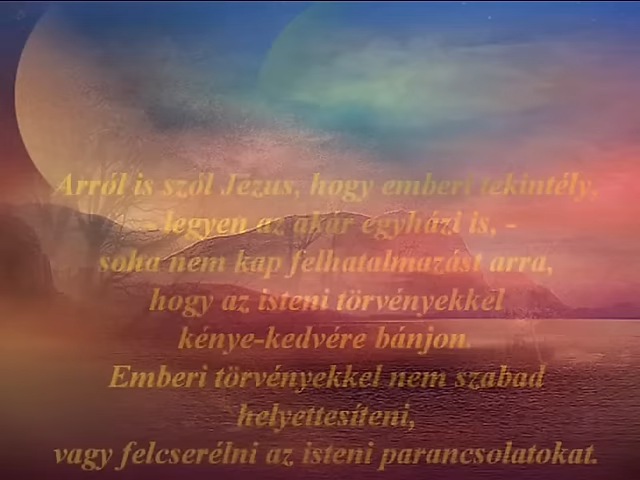 Arról is szól Jézus, hogy emberi tekintély,
- legyen az akár egyházi is, -
soha nem kap felhatalmazást arra,
hogy az isteni törvényekkel
kénye-kedvére bánjon.
Emberi törvényekkel nem szabad
helyettesíteni,
vagy felcserélni az isteni parancsolatokat.